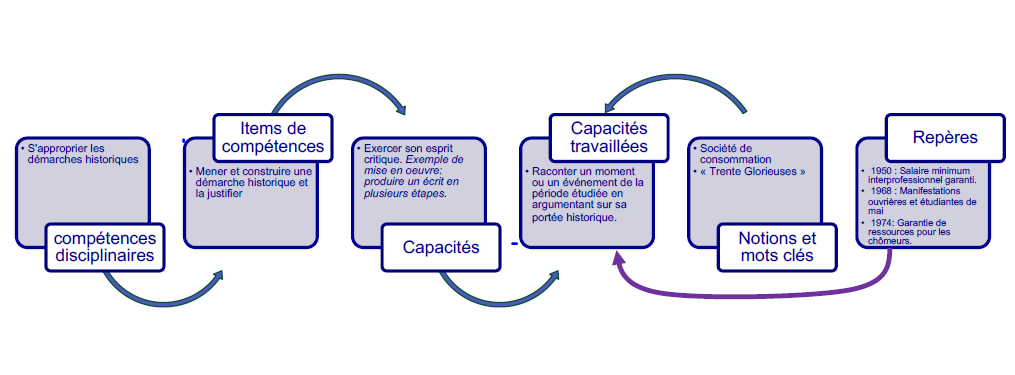 • S'approprier les
démarches historiques
compétences
disciplinaires
Items de
compétences
• Mener et construire une
démarche historique et
la justifier
• Exercer son esprit
critique. Exemple de
mise en oeuvre:
produire un écrit en
plusieurs étapes.
Capacités
Capacités
travaillées
• Raconter un moment
ou un événement de la
période étudiée en
argumentant sur sa
portée historique.
• Société de
consommation
• « Trente Glorieuses »
Notions et
mots clés
Repères
• 1950 : Salaire minimum
interprofessionnel garanti.
• 1968 : Manifestations
ouvrières et étudiantes de
mai
• 1974: Garantie de
ressources pour les
chômeurs.